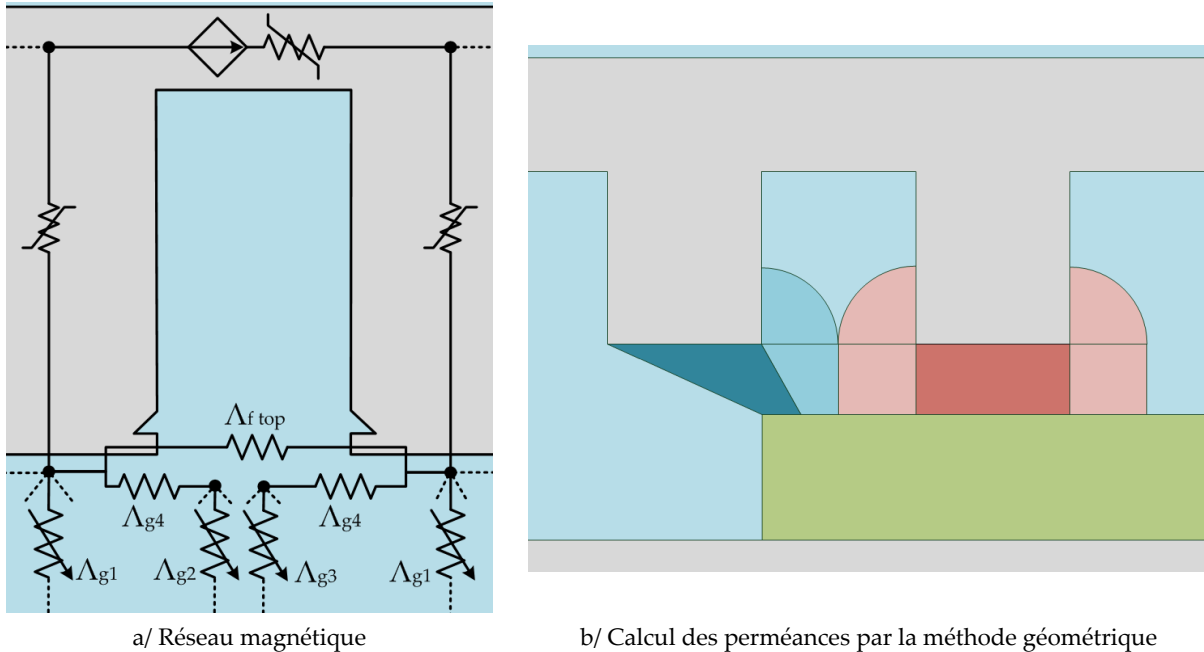 Λf top
Λg4
Λg4
Λg1
Λg2
Λg3
Λg1
a/ Réseau magnétique
b/ Calcul des perméances par la méthode géométrique